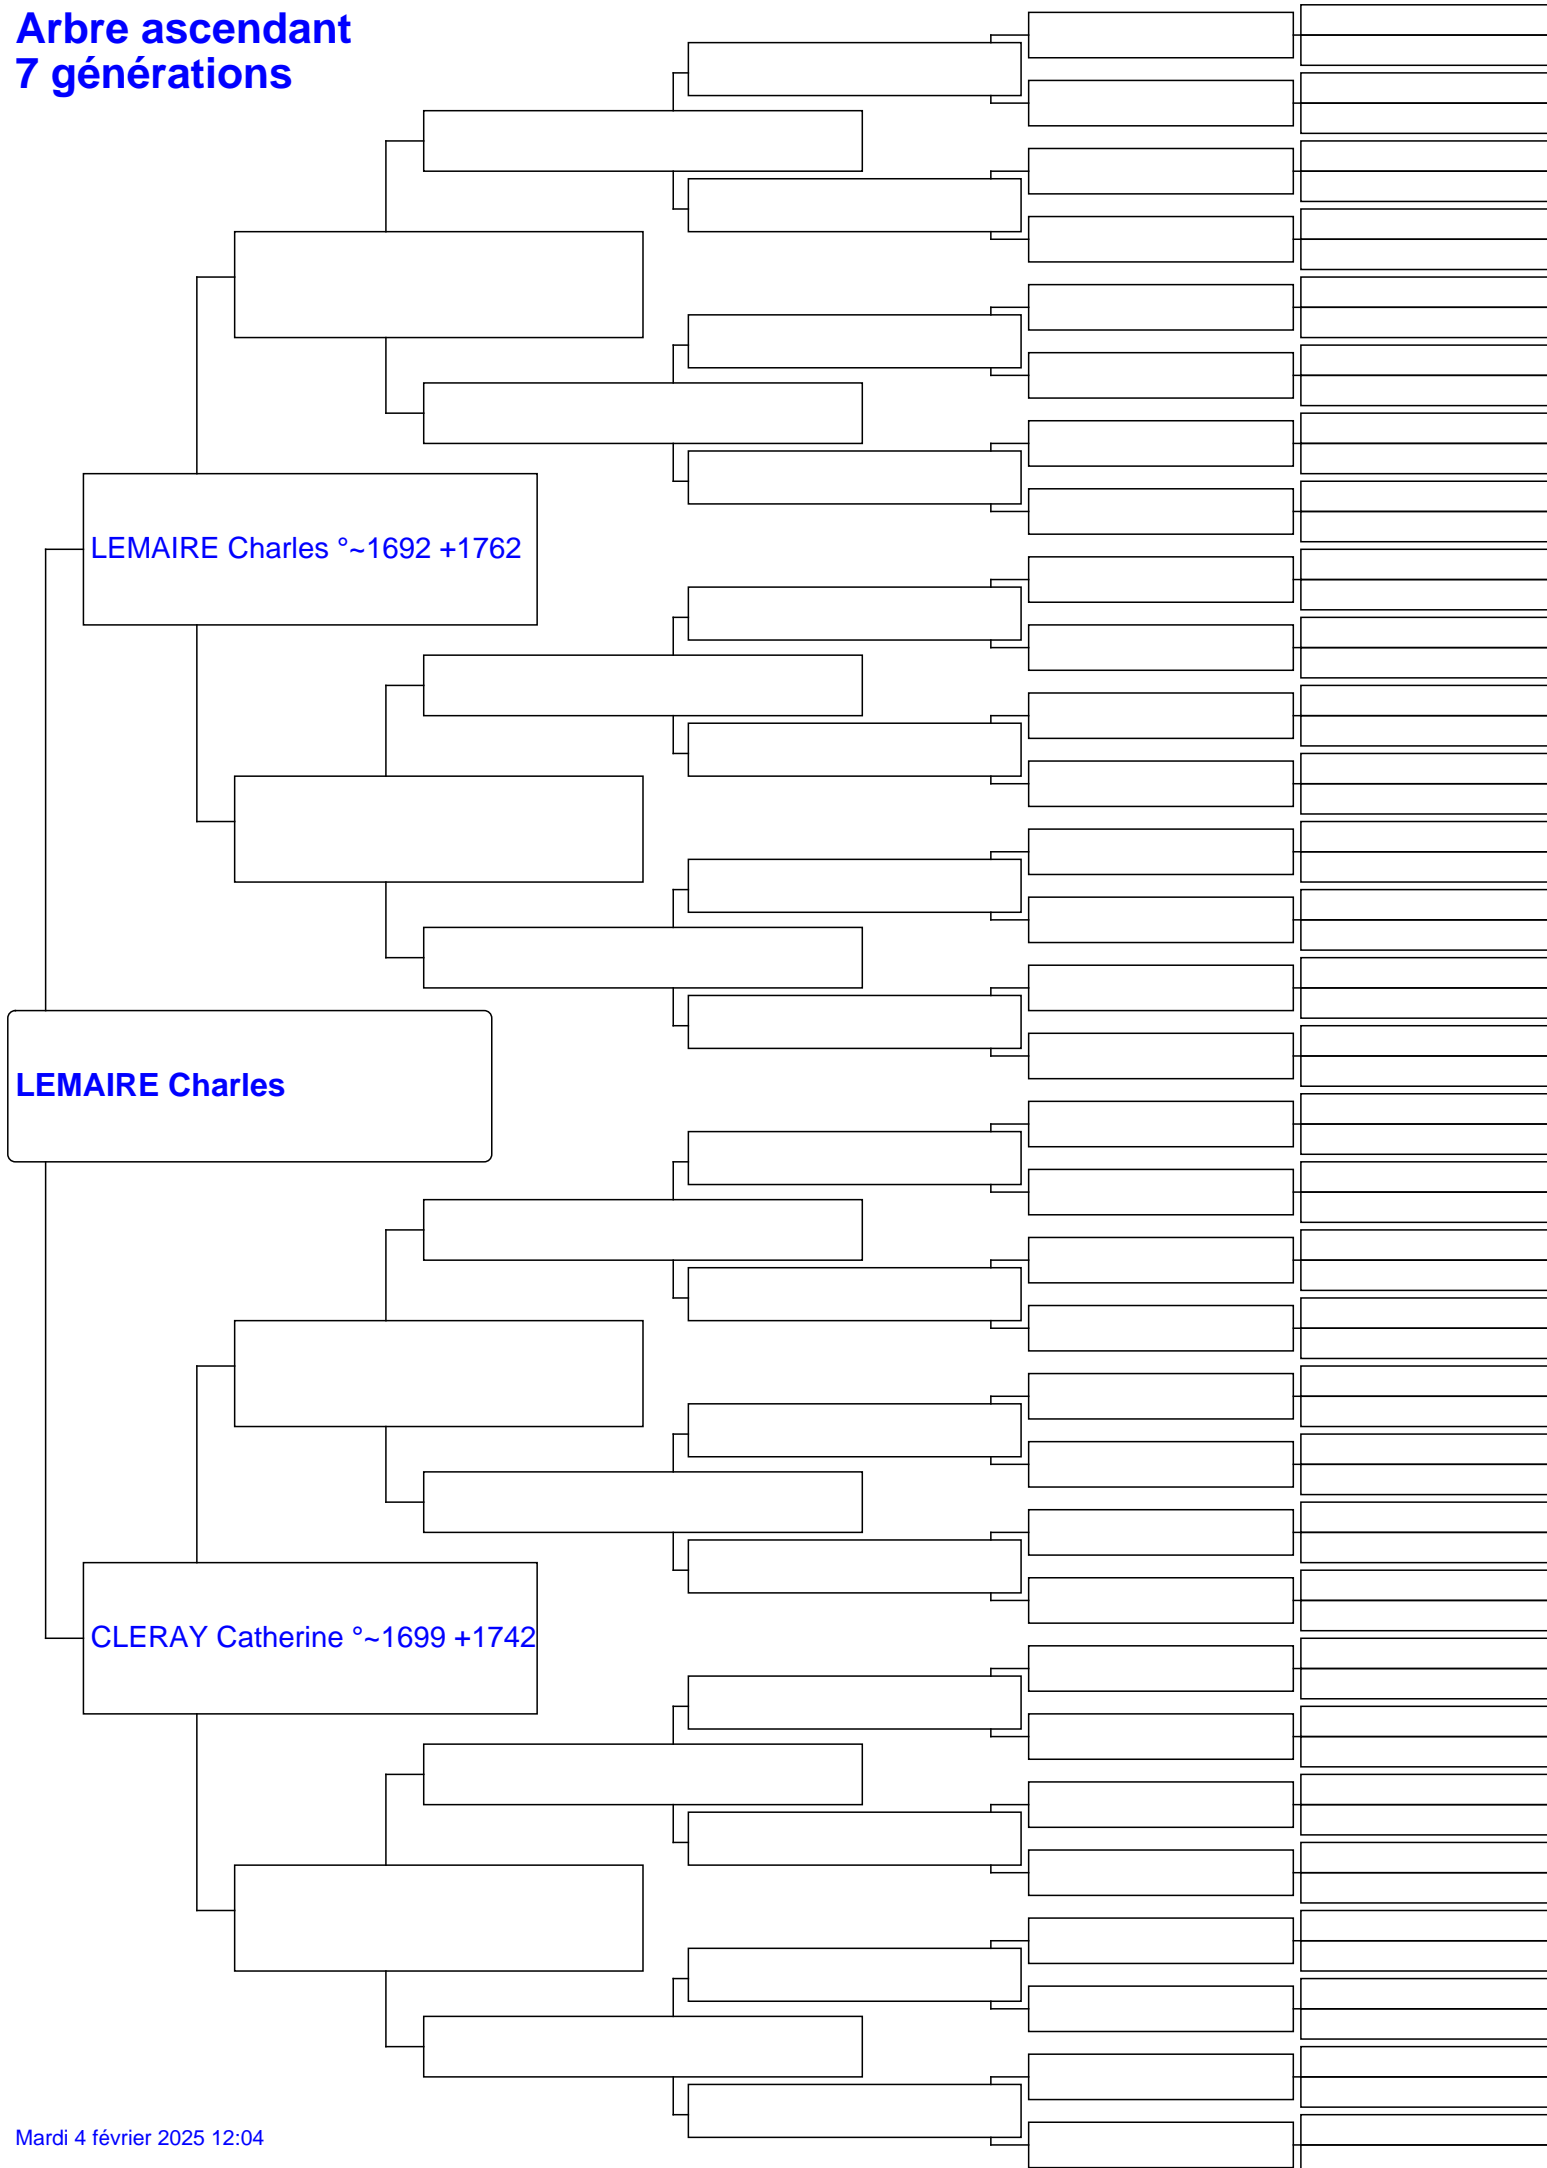 Arbre ascendant
7 générations
LEMAIRE Charles °~1692 +1762
LEMAIRE Charles
CLERAY Catherine °~1699 +1742
Mardi 4 février 2025 12:04